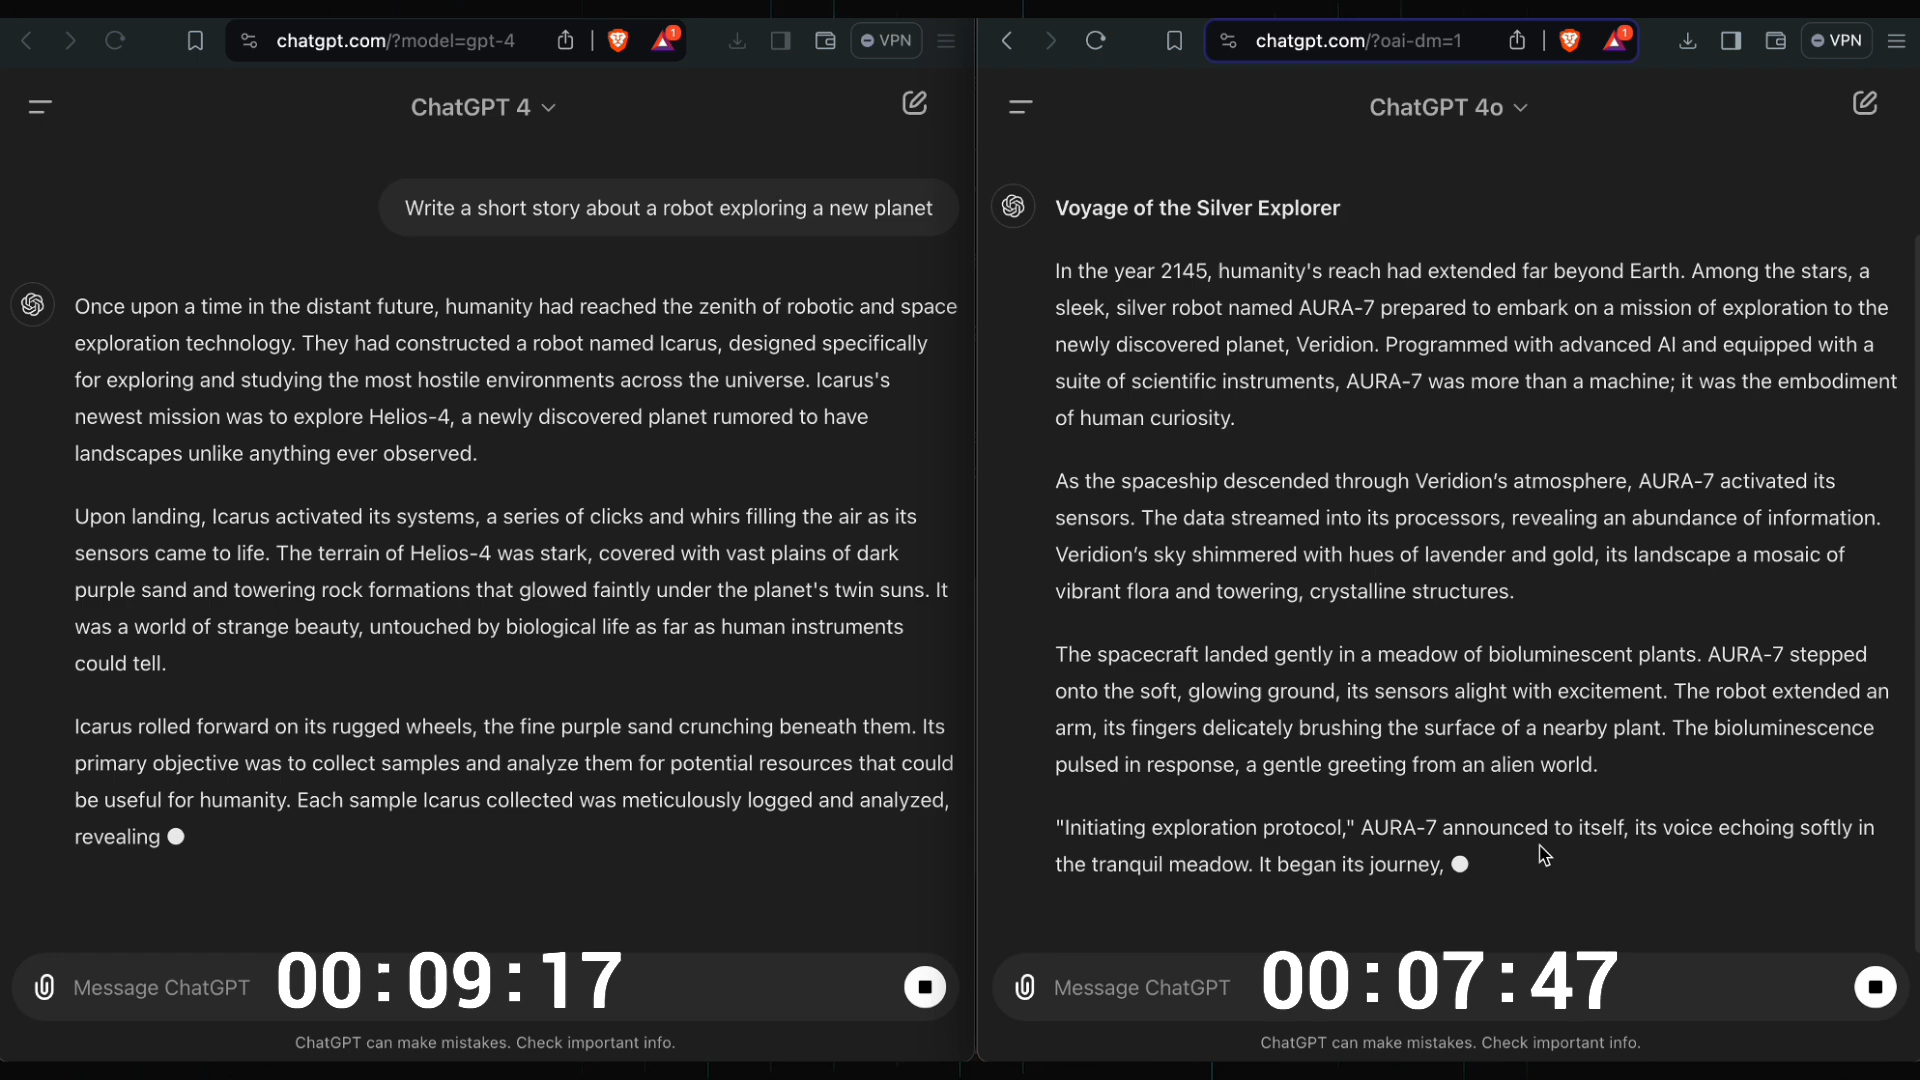 chatgpt.com/?model=gpt-4
1
VPN
ChatGPT 4
Write a short story about a robot exploring a new planet
Once upon a time in the distant future, humanity had reached the zenith of robotic and space
exploration technology. They had constructed a robot named Icarus, designed specifically
for exploring and studying the most hostile environments across the universe. Icarus's
newest mission was to explore Helios-4, a newly discovered planet rumored to have
landscapes unlike anything ever observed.
Upon landing, Icarus activated its systems, a series of clicks and whirs filling the air as its
sensors came to life. The terrain of Helios-4 was stark, covered with vast plains of dark
purple sand and towering rock formations that glowed faintly under the planet's twin suns. It
was a world of strange beauty, untouched by biological life as far as human instruments
could tell.
Icarus rolled forward on its rugged wheels, the fine purple sand crunching beneath them. Its
primary objective was to collect samples and analyze them for potential resources that could
be useful for humanity. Each sample Icarus collected was meticulously logged and analyzed,
revealing
Message ChatGPT
00:09:17
ChatGPT can make mistakes. Check important info.
chatgpt.com/?oai-dm=1
1
VPN
ChatGPT 4o
Voyage of the Silver Explorer
In the year 2145, humanity's reach had extended far beyond Earth. Among the stars, a
sleek, silver robot named AURA-7 prepared to embark on a mission of exploration to the
newly discovered planet, Veridion. Programmed with advanced AI and equipped with a
suite of scientific instruments, AURA-7 was more than a machine; it was the embodiment
of human curiosity.
As the spaceship descended through Veridion’s atmosphere, AURA-7 activated its
sensors. The data streamed into its processors, revealing an abundance of information.
Veridion’s sky shimmered with hues of lavender and gold, its landscape a mosaic of
vibrant flora and towering, crystalline structures.
The spacecraft landed gently in a meadow of bioluminescent plants. AURA-7 stepped
onto the soft, glowing ground, its sensors alight with excitement. The robot extended an
arm, its fingers delicately brushing the surface of a nearby plant. The bioluminescence
pulsed in response, a gentle greeting from an alien world.
"Initiating exploration protocol," AURA-7 announced to itself, its voice echoing softly in
the tranquil meadow. It began its journey,
Message ChatGPT
00:07:47
ChatGPT can make mistakes. Check important info.